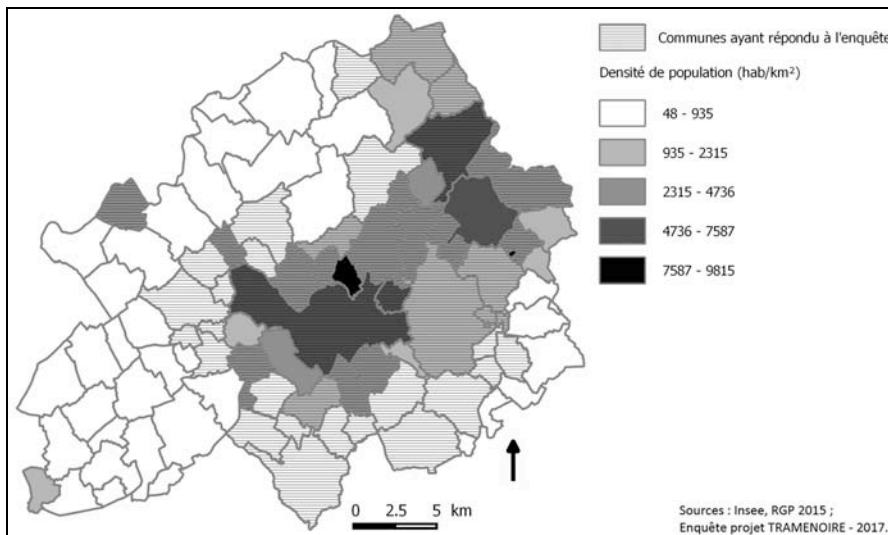 Communes ayant répondu à l'enquête
Densité de population (hab/km²)
48 - 935
935 - 2315
2315 - 4736
4736 - 7587
7587 - 9815
0 2.5 5 km
Sources : Insee, RGP 2015 ;
Enquête projet TRAMENOIRE - 2017.